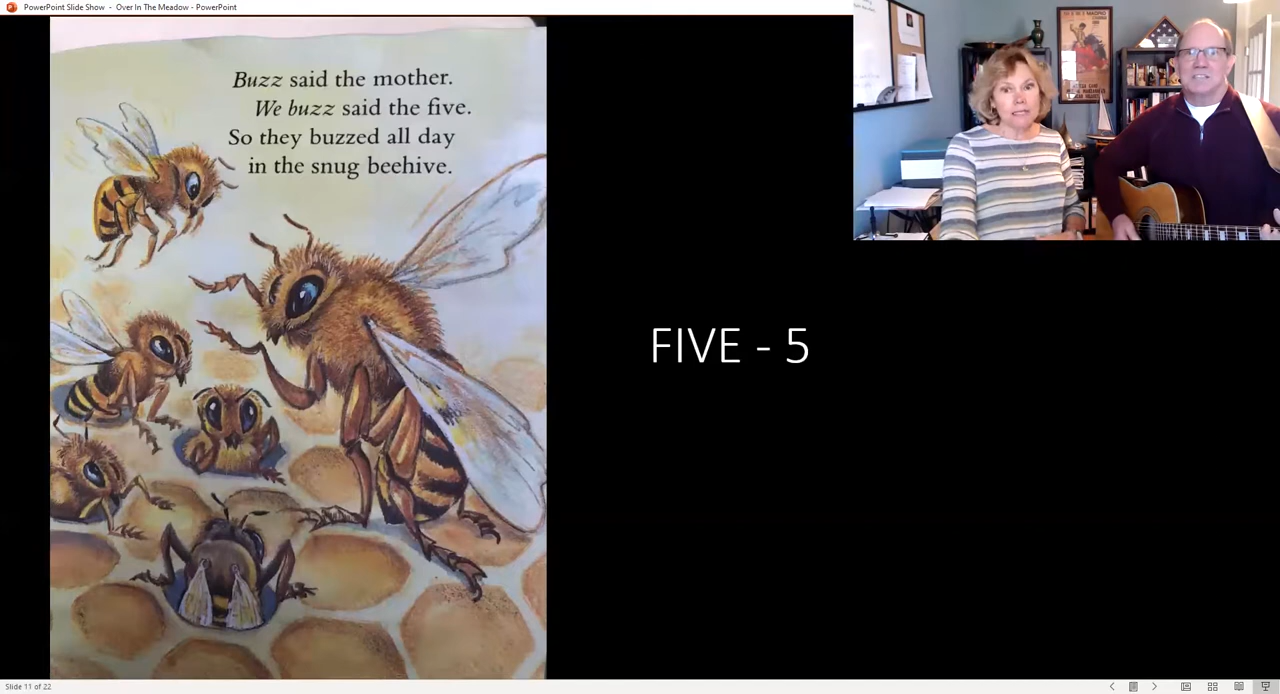 PowerPoint Slide Show - Over In The Meadow - PowerPoint
Buzz said the mother.
We buzz said the five.
So they buzzed all day
in the snug beehive.
FIVE - 5
Slide 11 of 22